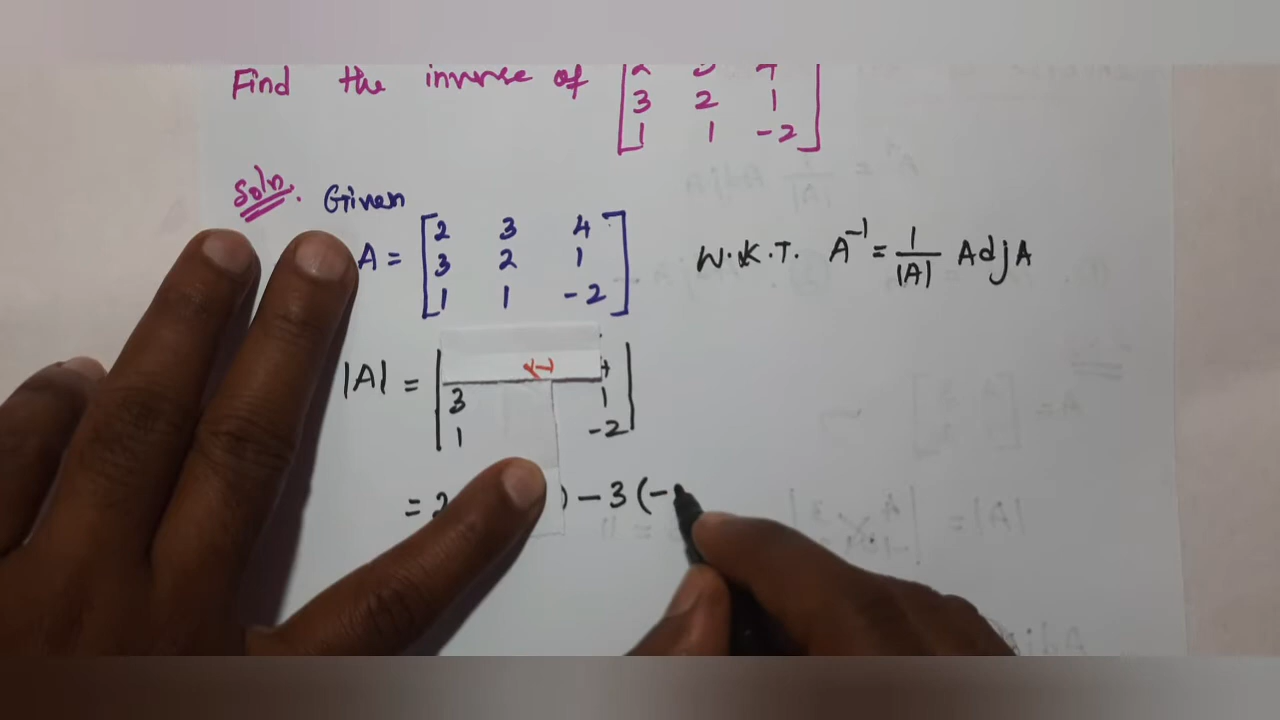 Find the inverse of
3 2 1
1 1 -2
Soln. Given
A = [2 3 4
3 2 1
1 1 -2]
W.K.T. A⁻¹ = 1/|A| Adj A
|A| =
(-)
3 1
1 -2
= 2 ) - 3 (-